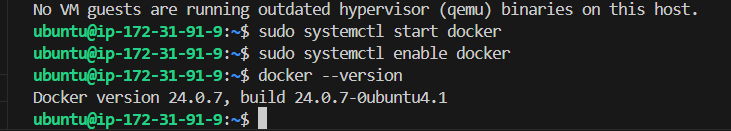 No VM guests are running outdated hypervisor (qemu) binaries on this host.
ubuntu@ip-172-31-91-9:~$ sudo systemctl start docker
ubuntu@ip-172-31-91-9:~$ sudo systemctl enable docker
ubuntu@ip-172-31-91-9:~$ docker --version
Docker version 24.0.7, build 24.0.7-0ubuntu4.1
ubuntu@ip-172-31-91-9:~$